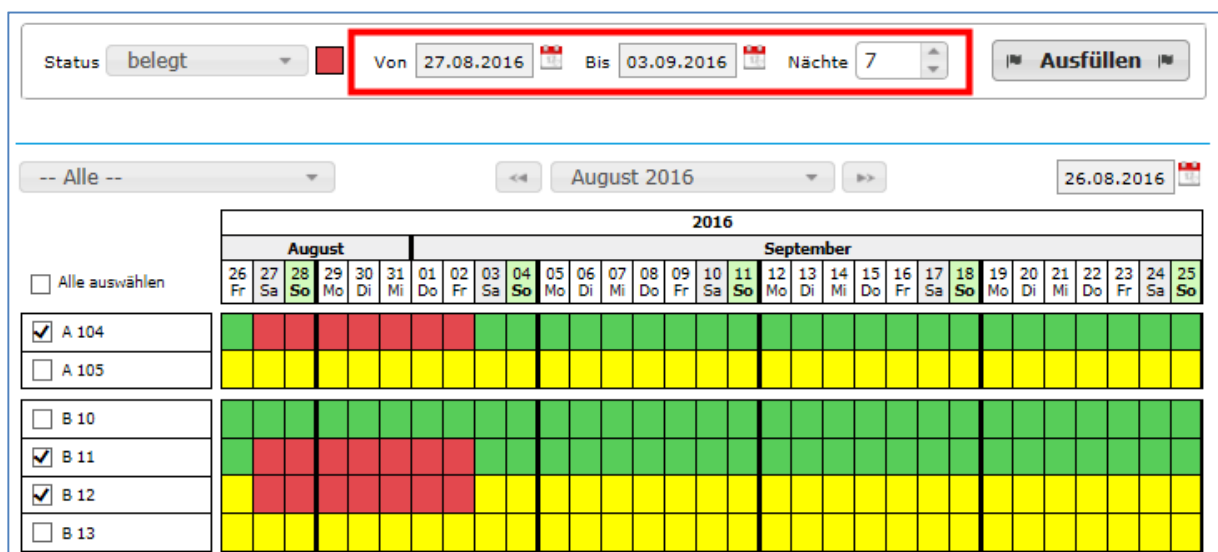 Status belegt Von 27.08.2016 Bis 03.09.2016 Nächte 7 Ausfüllen
-- Alle -- August 2016 26.08.2016
2016
August September
Alle auswählen 26 27 28 29 30 31 01 02 03 04 05 06 07 08 09 10 11 12 13 14 15 16 17 18 19 20 21 22 23 24 25
Fr Sa So Mo Di Mi Do Fr Sa So Mo Di Mi Do Fr Sa So Mo Di Mi Do Fr Sa So Mo Di Mi Do Fr Sa So
A 104
A 105
B 10
B 11
B 12
B 13